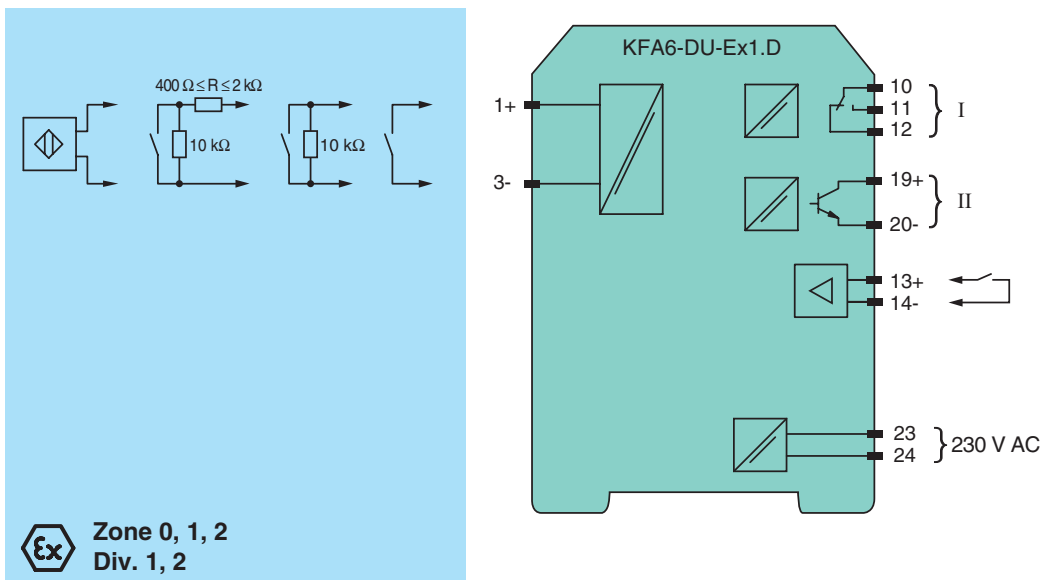 400 Ω ≤ R ≤ 2 kΩ
10 kΩ
10 kΩ
Ex
Zone 0, 1, 2
Div. 1, 2
KFA6-DU-Ex1.D
1+
3-
10
11
12
I
19+
20-
II
13+
14-
23
24
230 V AC